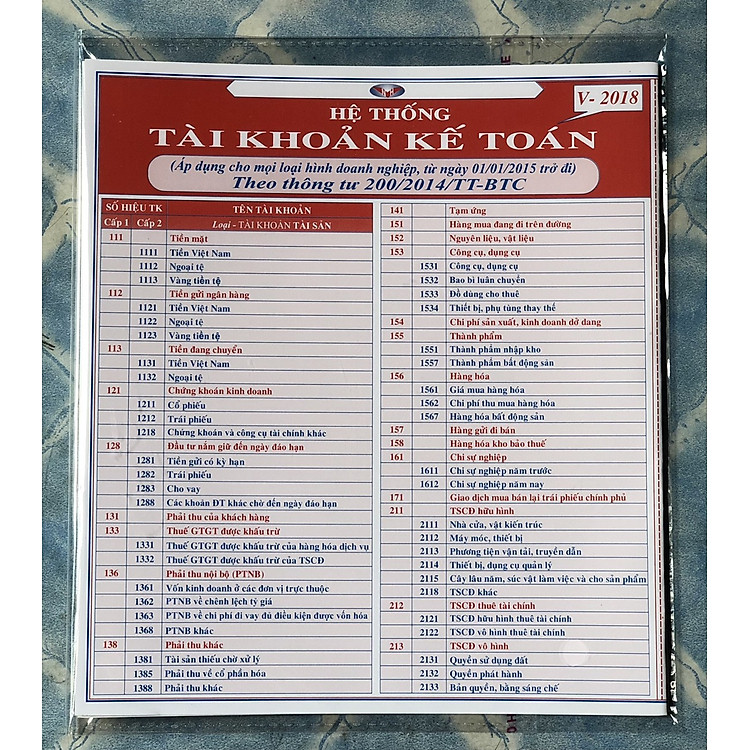 V- 2018
HỆ THỐNG
TÀI KHOẢN KẾ TOÁN
(Áp dụng cho mọi loại hình doanh nghiệp, từ ngày 01/01/2015 trở đi)
Theo thông tư 200/2014/TT-BTC
SỐ HIỆU TK TÊN TÀI KHOẢN
Cấp 1 Cấp 2 Loại - TÀI KHOẢN TÀI SẢN
111 Tiền mặt
1111 Tiền Việt Nam
1112 Ngoại tệ
1113 Vàng tiền tệ
112 Tiền gửi ngân hàng
1121 Tiền Việt Nam
1122 Ngoại tệ
1123 Vàng tiền tệ
113 Tiền đang chuyển
1131 Tiền Việt Nam
1132 Ngoại tệ
121 Chứng khoán kinh doanh
1211 Cổ phiếu
1212 Trái phiếu
1218 Chứng khoán và công cụ tài chính khác
128 Đầu tư nắm giữ đến ngày đáo hạn
1281 Tiền gửi có kỳ hạn
1282 Trái phiếu
1283 Cho vay
1288 Các khoản ĐT khác chờ đến ngày đáo hạn
131 Phải thu của khách hàng
133 Thuế GTGT được khấu trừ
1331 Thuế GTGT được khấu trừ của hàng hóa dịch vụ
1332 Thuế GTGT được khấu trừ của TSCĐ
136 Phải thu nội bộ (PTNB)
1361 Vốn kinh doanh ở các đơn vị trực thuộc
1362 PTNB về chênh lệch tỷ giá
1363 PTNB về chi phí đi vay đủ điều kiện được vốn hóa
1368 PTNB khác
138 Phải thu khác
1381 Tài sản thiếu chờ xử lý
1385 Phải thu về cổ phần hóa
1388 Phải thu khác
141 Tạm ứng
151 Hàng mua đang đi trên đường
152 Nguyên liệu, vật liệu
153 Công cụ, dụng cụ
1531 Công cụ, dụng cụ
1532 Bao bì luân chuyển
1533 Đồ dùng cho thuê
1534 Thiết bị, phụ tùng thay thế
154 Chi phí sản xuất, kinh doanh dở dang
155 Thành phẩm
1551 Thành phẩm nhập kho
1557 Thành phẩm bất động sản
156 Hàng hóa
1561 Giá mua hàng hóa
1562 Chi phí thu mua hàng hóa
1567 Hàng hóa bất động sản
157 Hàng gửi đi bán
158 Hàng hóa kho bảo thuế
161 Chi sự nghiệp
1611 Chi sự nghiệp năm trước
1612 Chi sự nghiệp năm nay
171 Giao dịch mua bán lại trái phiếu chính phủ
211 TSCĐ hữu hình
2111 Nhà cửa, vật kiến trúc
2112 Máy móc, thiết bị
2113 Phương tiện vận tải, truyền dẫn
2114 Thiết bị, dụng cụ quản lý
2115 Cây lâu năm, súc vật làm việc và cho sản phẩm
2118 TSCĐ khác
212 TSCĐ thuê tài chính
2121 TSCĐ hữu hình thuê tài chính
2122 TSCĐ vô hình thuê tài chính
213 TSCĐ vô hình
2131 Quyền sử dụng đất
2132 Quyền phát hành
2133 Bản quyền, bằng sáng chế